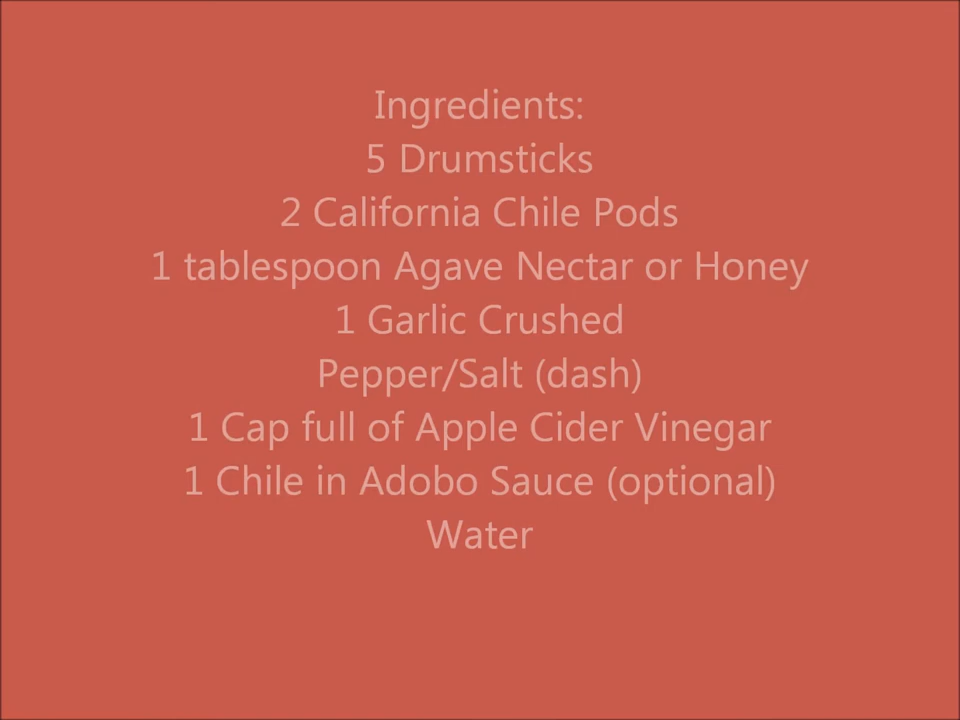 Ingredients:
5 Drumsticks
2 California Chile Pods
1 tablespoon Agave Nectar or Honey
1 Garlic Crushed
Pepper/Salt (dash)
1 Cap full of Apple Cider Vinegar
1 Chile in Adobo Sauce (optional)
Water